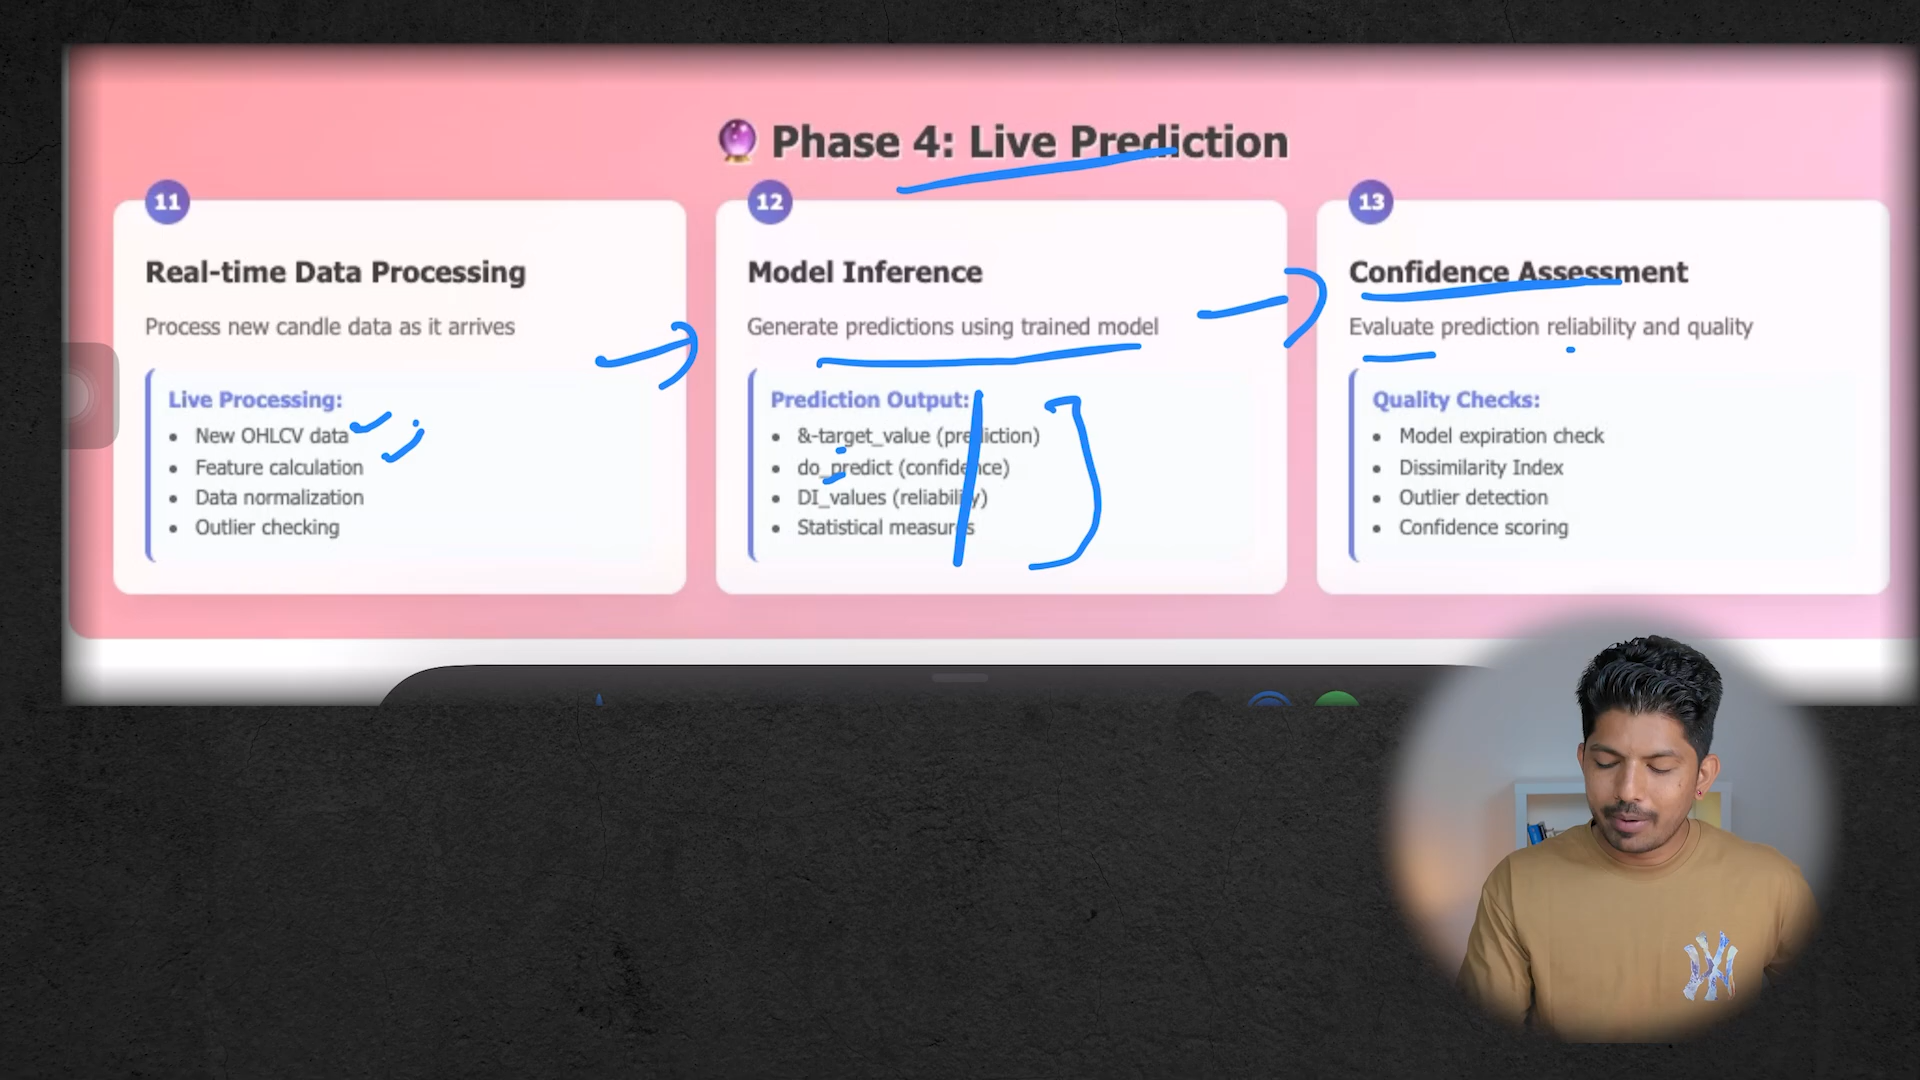 Phase 4: Live Prediction
11
Real-time Data Processing
Process new candle data as it arrives
Live Processing:
• New OHLCV data
• Feature calculation
• Data normalization
• Outlier checking
12
Model Inference
Generate predictions using trained model
Prediction Output:
• &-target_value (prediction)
• do_predict (confidence)
• DI_values (reliability)
• Statistical measures
13
Confidence Assessment
Evaluate prediction reliability and quality
Quality Checks:
• Model expiration check
• Dissimilarity Index
• Outlier detection
• Confidence scoring
NY